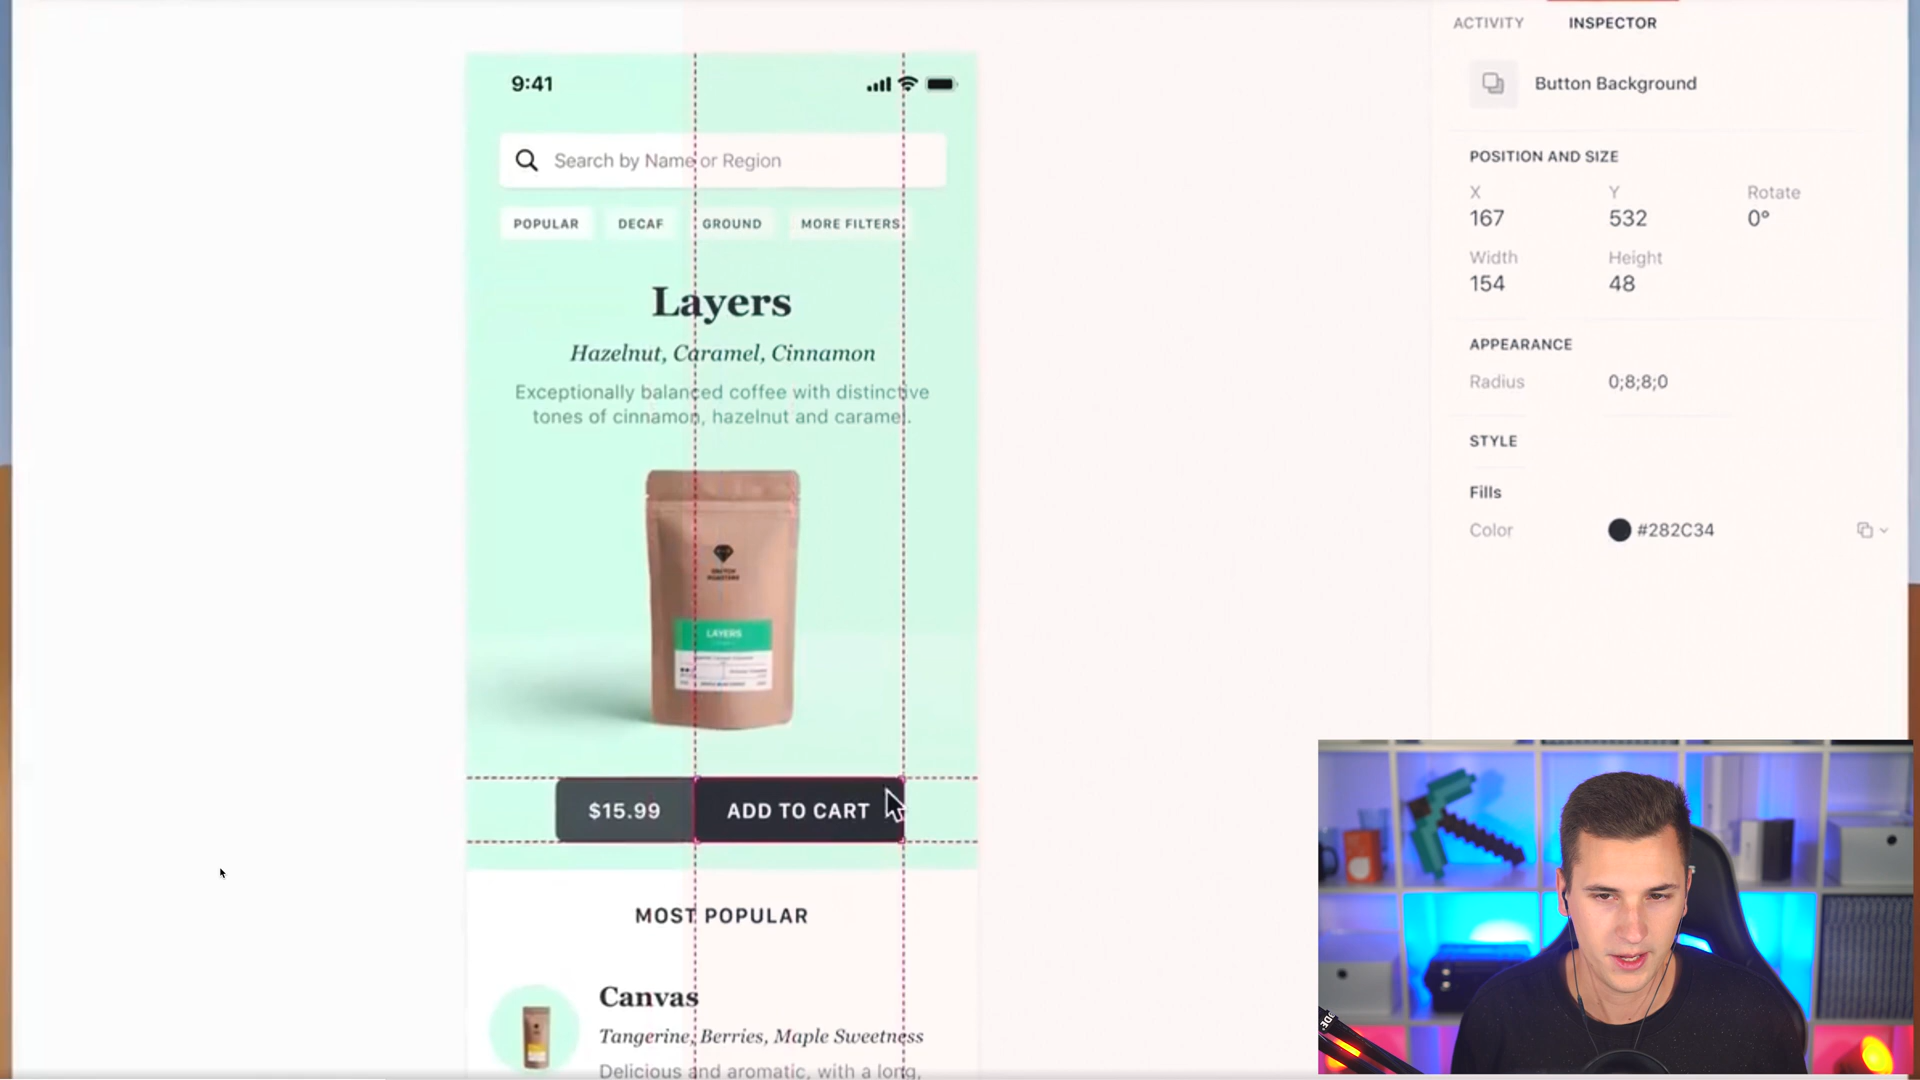 ACTIVITY
INSPECTOR
Button Background
POSITION AND SIZE
X
Y
Rotate
167
532
0°
Width
Height
154
48
APPEARANCE
Radius
0;8;8;0
STYLE
Fills
Color
#282C34
9:41
Search by Name or Region
POPULAR
DECAF
GROUND
MORE FILTERS
Layers
Hazelnut, Caramel, Cinnamon
Exceptionally balanced coffee with distinctive
tones of cinnamon, hazelnut and caramel.
LAYERS
$15.99
ADD TO CART
MOST POPULAR
Canvas
Tangerine, Berries, Maple Sweetness
Delicious and aromatic, with a long,